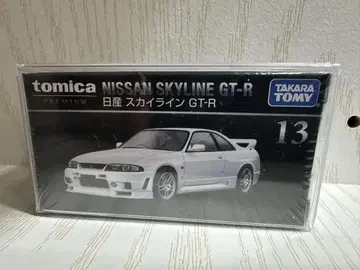 tomica NISSAN SKYLINE GT-R
PREMIUM 日産 スカイライン GT-R
TAKARA
TOMY
13